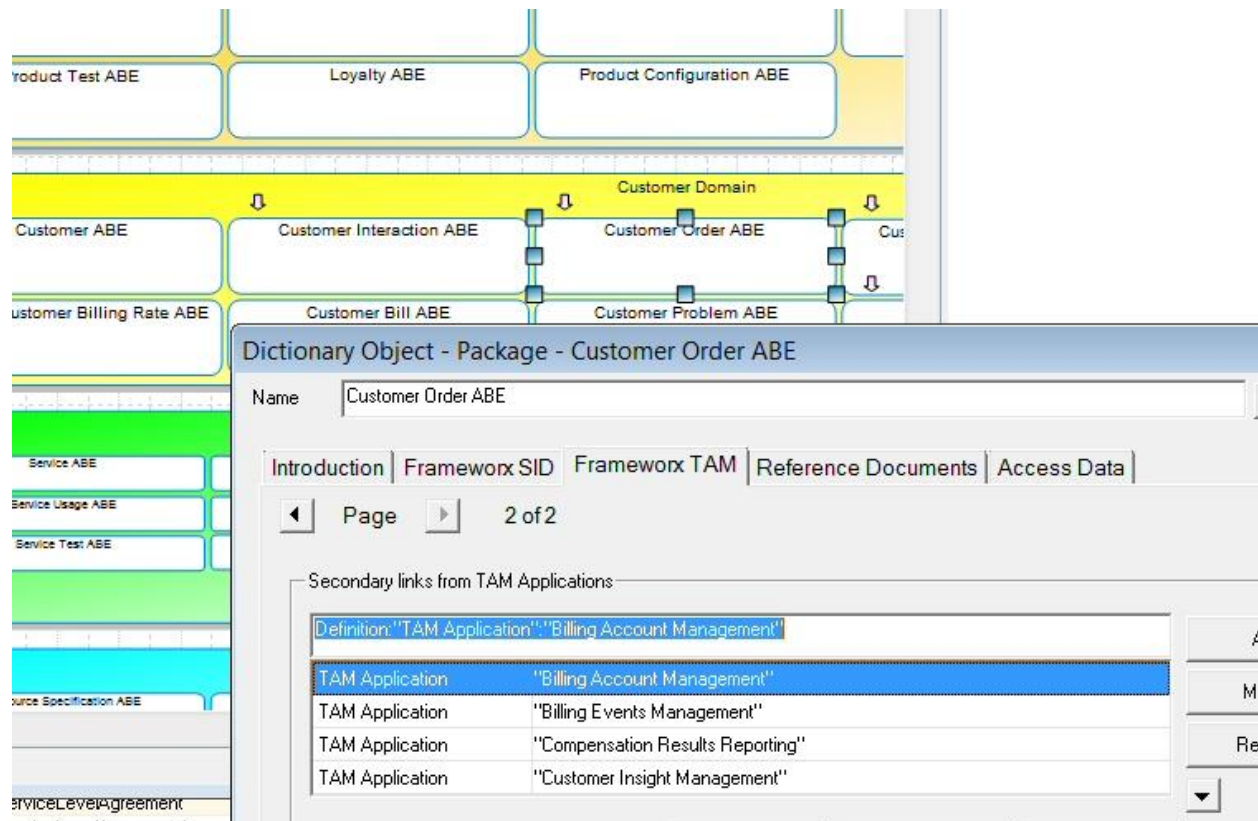 roduct Test ABE
Loyalty ABE
Product Configuration ABE
Customer Domain
Customer ABE
Customer Interaction ABE
Customer Order ABE
Cus
ustomer Billing Rate ABE
Customer Bill ABE
Customer Problem ABE
Dictionary Object - Package - Customer Order ABE
Name
Customer Order ABE
Introduction
Frameworx SID
Frameworx TAM
Reference Documents
Access Data
Page
2 of 2
Service ABE
Service Usage ABE
Service Test ABE
Secondary links from TAM Applications
Definition:"TAM Application":"Billing Account Management"
TAM Application "Billing Account Management"
TAM Application "Billing Events Management"
TAM Application "Compensation Results Reporting"
TAM Application "Customer Insight Management"
A
M
Re
ource Specification ABE
erviceLevelAgreement